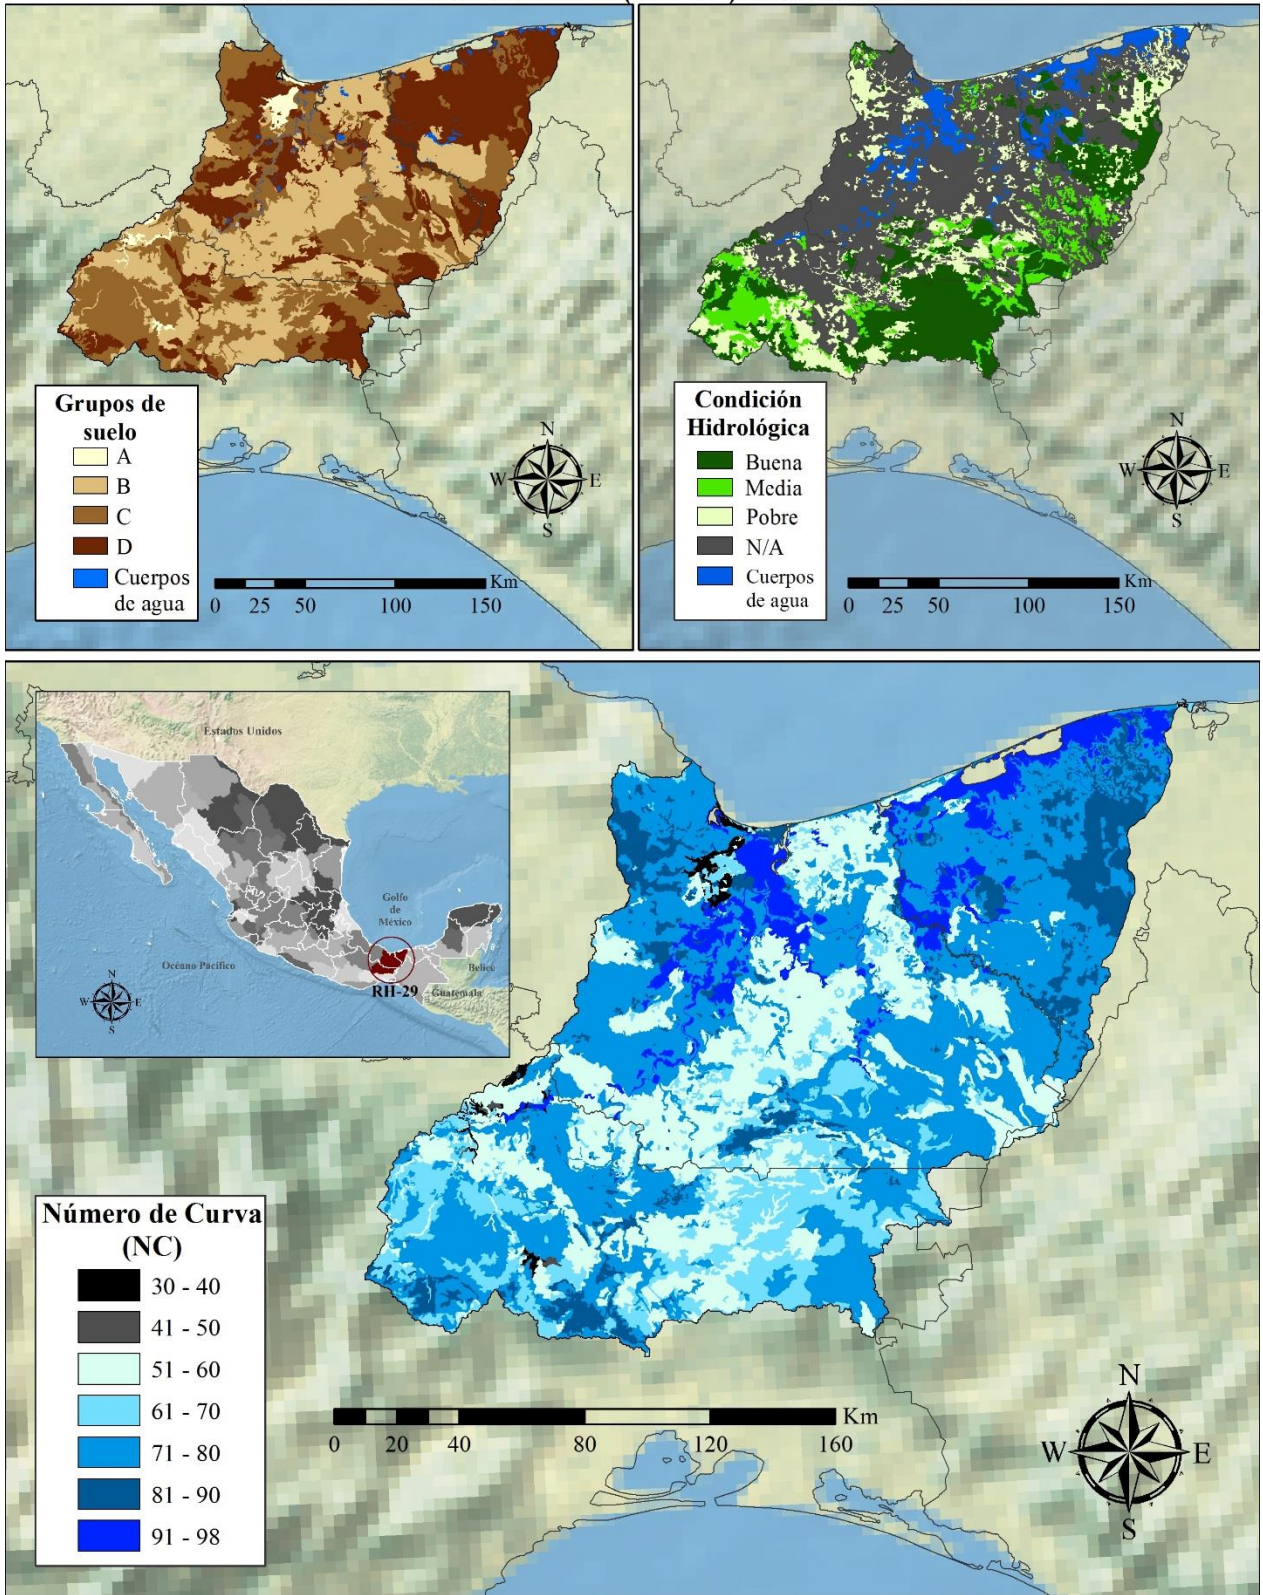 Grupos de
suelo
A
B
C
D
Cuerpos
de agua
N
W E
S
Km
0 25 50 100 150
Condición
Hidrológica
Buena
Media
Pobre
N/A
Cuerpos
de agua
N
W E
S
Km
0 25 50 100 150
Estados Unidos
Golfo
de
México
Océano Pacífico
Belice
Guatemala
RH-29
N
W E
S
Número de Curva
(NC)
30 - 40
41 - 50
51 - 60
61 - 70
71 - 80
81 - 90
91 - 98
Km
0 20 40 80 120 160
N
W E
S